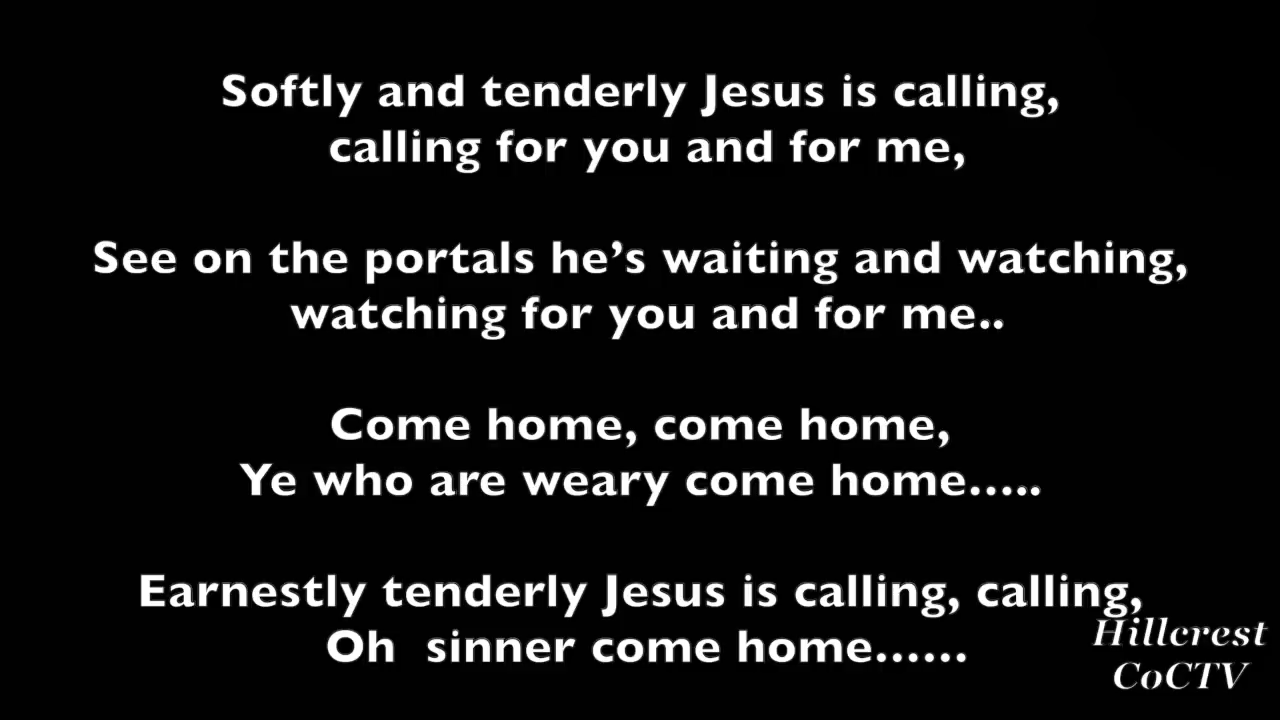 Softly and tenderly Jesus is calling,
calling for you and for me,
See on the portals he’s waiting and watching,
watching for you and for me..
Come home, come home,
Ye who are weary come home.....
Earnestly tenderly Jesus is calling, calling,
Oh  sinner come home......
Hillcrest
CoCTV